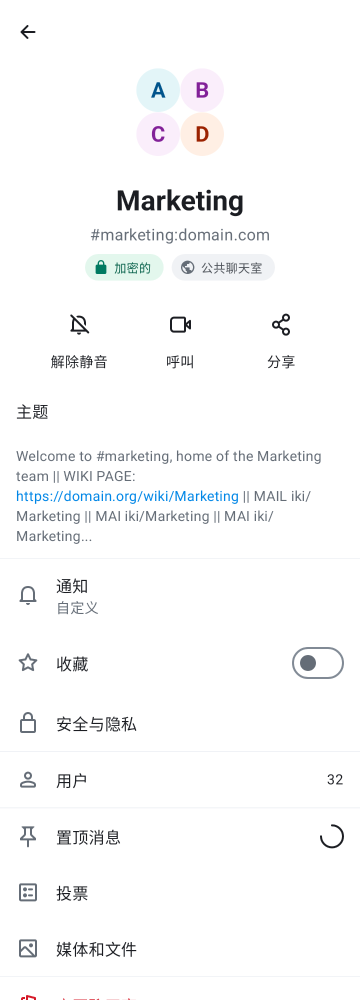 A B
C D
Marketing
#marketing:domain.com
加密的 公共聊天室
解除静音 呼叫 分享
主题
Welcome to #marketing, home of the Marketing
team || WIKI PAGE:
https://domain.org/wiki/Marketing || MAIL iki/
Marketing || MAI iki/Marketing || MAI iki/
Marketing...
通知
自定义
收藏
安全与隐私
用户 32
置顶消息
投票
媒体和文件